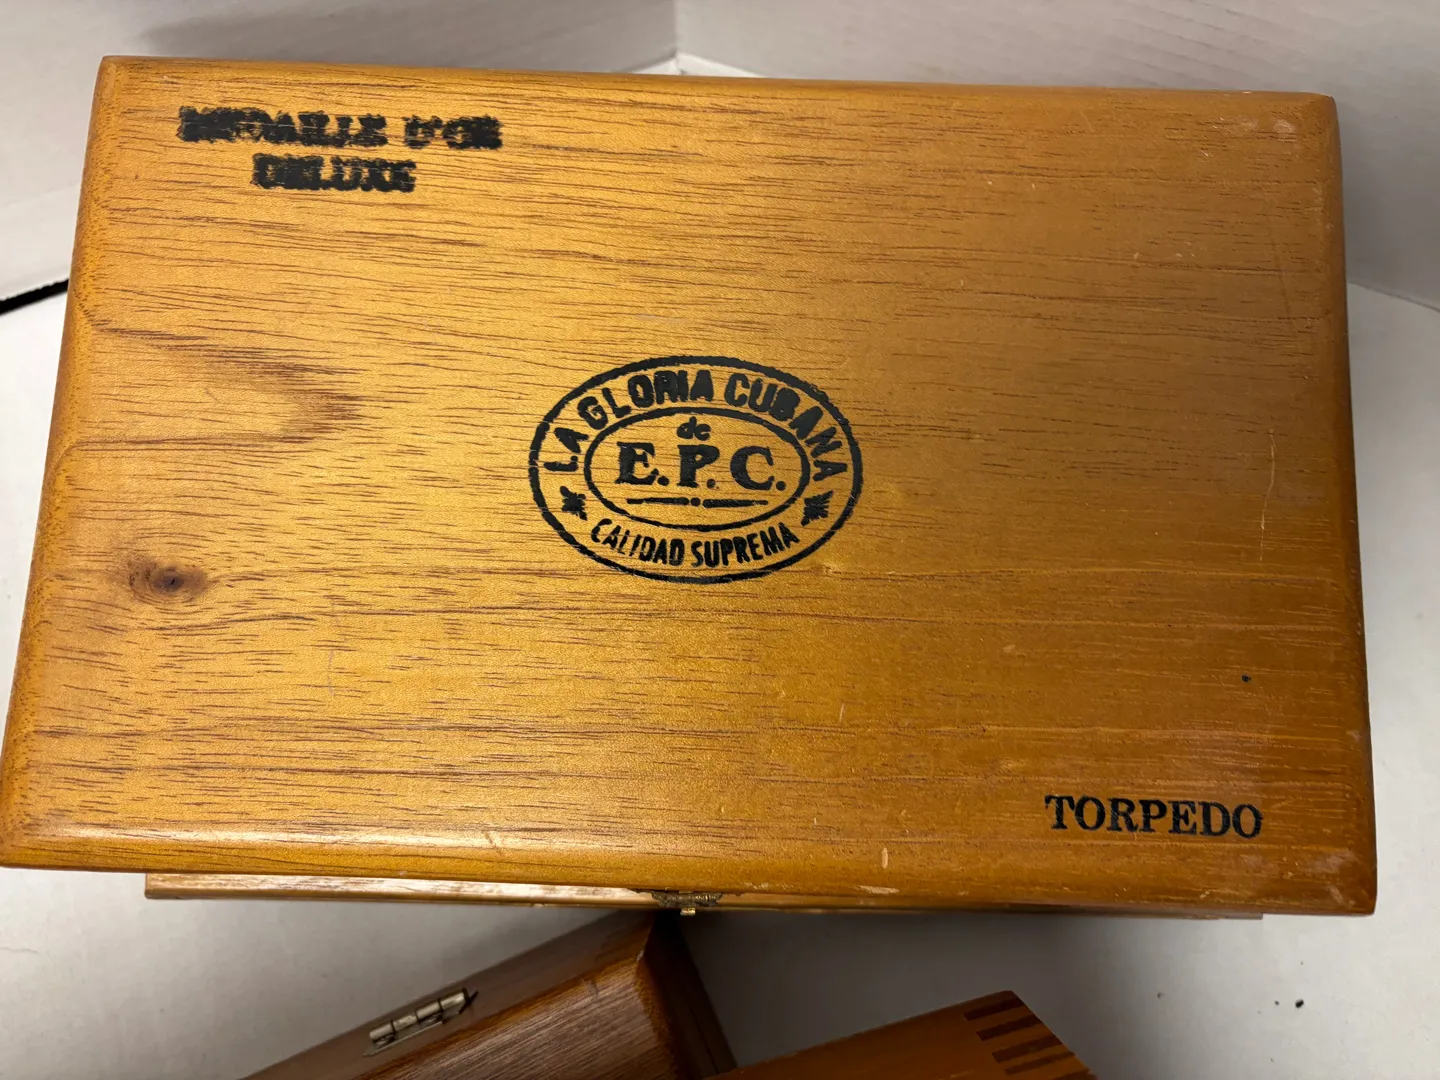 MEDAILLE D'OR
DELUXE
LA GLORIA CUBANA
de
E.P.C.
CALIDAD SUPREMA
TORPEDO